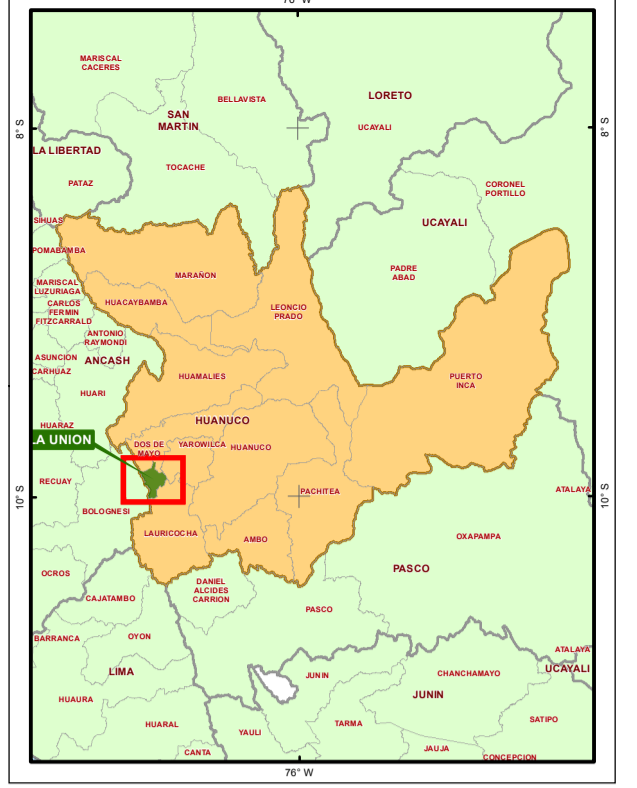 76° W
MARISCAL
CACERES
BELLAVISTA
LORETO
SAN
MARTIN
UCAYALI
8° S
8° S
LA LIBERTAD
TOCACHE
PATAZ
CORONEL
PORTILLO
SIHUAS
UCAYALI
POMABAMBA
MARAÑON
PADRE
ABAD
MARISCAL
LUZURIAGA
HUACAYBAMBA
LEONCIO
PRADO
CARLOS
FERMIN
FITZCARRALD
ANTONIO
RAYMONDI
ASUNCION
ANCASH
CARHUAZ
HUAMALIES
PUERTO
INCA
HUARI
HUANUCO
HUARAZ
LA UNION
DOS DE
MAYO
YAROWILCA
HUANUCO
RECUAY
PACHITEA
ATALAYA
10° S
10° S
BOLOGNESI
LAURICOCHA
AMBO
OXAPAMPA
OCROS
PASCO
DANIEL
ALCIDES
CARRION
CAJATAMBO
PASCO
BARRANCA
OYON
ATALAYA
UCAYALI
LIMA
JUNIN
CHANCHAMAYO
JUNIN
HUAURA
SATIPO
HUARAL
YAULI
TARMA
CANTA
JAUJA
CONCEPCION
76° W